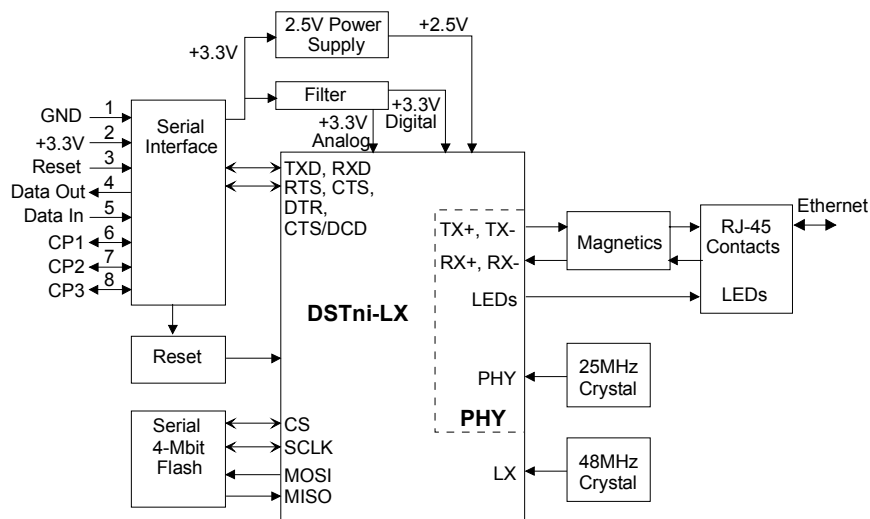 2.5V Power
Supply
+2.5V
+3.3V
Filter
+3.3V
Digital
+3.3V
Analog
GND
1
+3.3V
2
Reset
3
Data Out
4
Data In
5
CP1
6
CP2
7
CP3
8
Serial
Interface
TXD, RXD
RTS, CTS,
DTR,
CTS/DCD
TX+, TX-
RX+, RX-
LEDs
Magnetics
RJ-45
Contacts
LEDs
Ethernet
DSTni-LX
Reset
PHY
PHY
25MHz
Crystal
Serial
4-Mbit
Flash
CS
SCLK
MOSI
MISO
LX
48MHz
Crystal